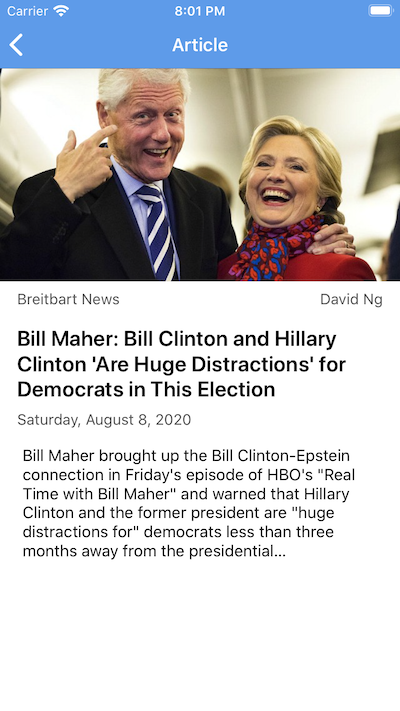 Carrier 8:01 PM
Article
Breitbart News David Ng
Bill Maher: Bill Clinton and Hillary
Clinton 'Are Huge Distractions' for
Democrats in This Election
Saturday, August 8, 2020
Bill Maher brought up the Bill Clinton-Epstein
connection in Friday's episode of HBO's "Real
Time with Bill Maher" and warned that Hillary
Clinton and the former president are "huge
distractions for" democrats less than three
months away from the presidential...